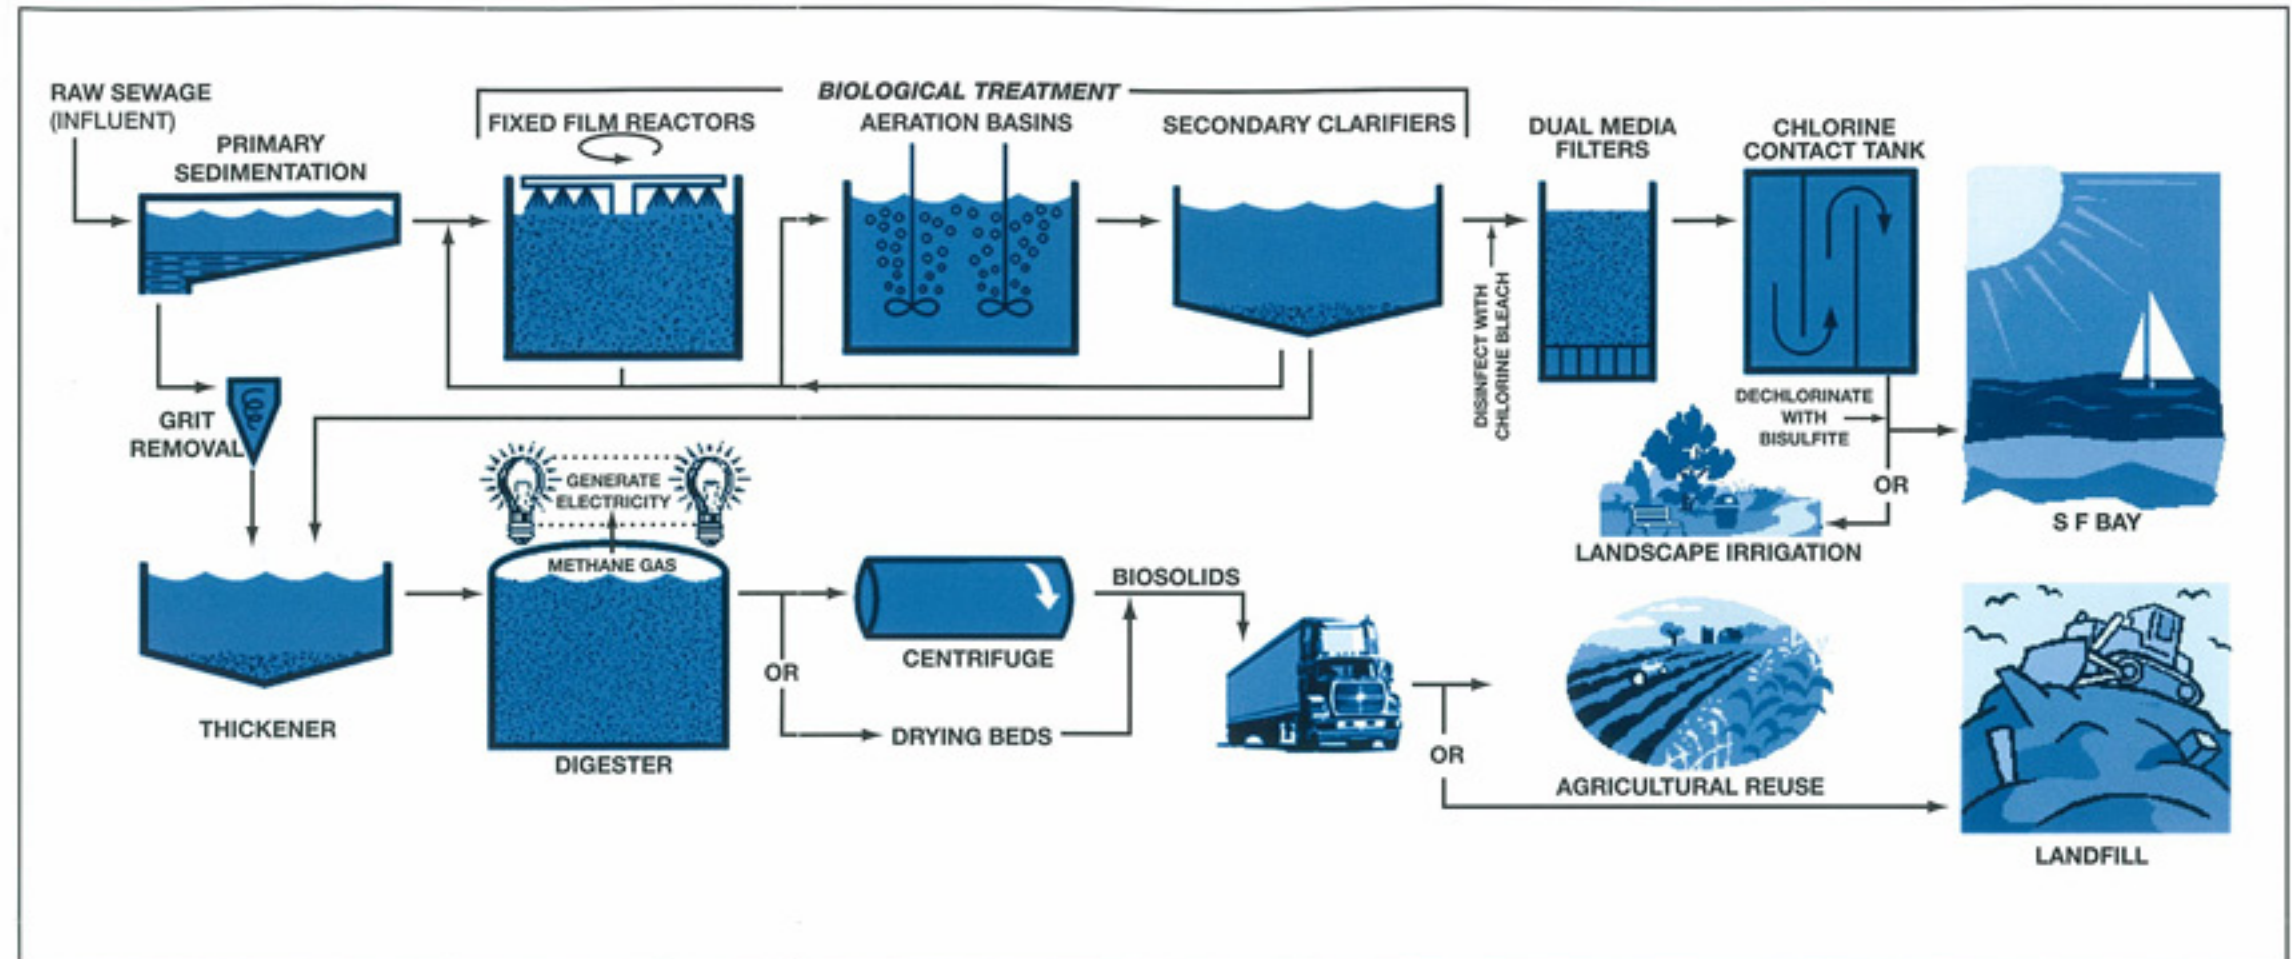 RAW SEWAGE
(INFLUENT)
PRIMARY
SEDIMENTATION
BIOLOGICAL TREATMENT
FIXED FILM REACTORS
AERATION BASINS
SECONDARY CLARIFIERS
DUAL MEDIA
FILTERS
CHLORINE
CONTACT TANK
DISINFECT WITH
CHLORINE BLEACH
DECHLORINATE
WITH
BISULFITE
OR
S F BAY
LANDSCAPE IRRIGATION
GRIT
REMOVAL
GENERATE
ELECTRICITY
METHANE GAS
THICKENER
DIGESTER
OR
CENTRIFUGE
DRYING BEDS
BIOSOLIDS
OR
AGRICULTURAL REUSE
LANDFILL